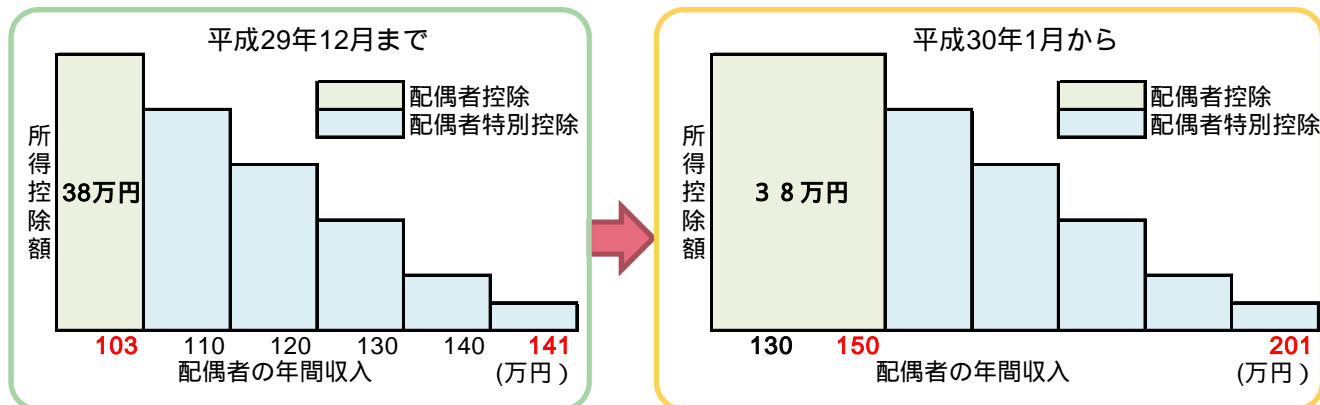 平成29年12月まで
配偶者控除
配偶者特別控除
所得控除額
38万円
103 110 120 130 140 141
配偶者の年間収入 (万円)
平成30年1月から
配偶者控除
配偶者特別控除
所得控除額
38万円
130 150 201
配偶者の年間収入 (万円)